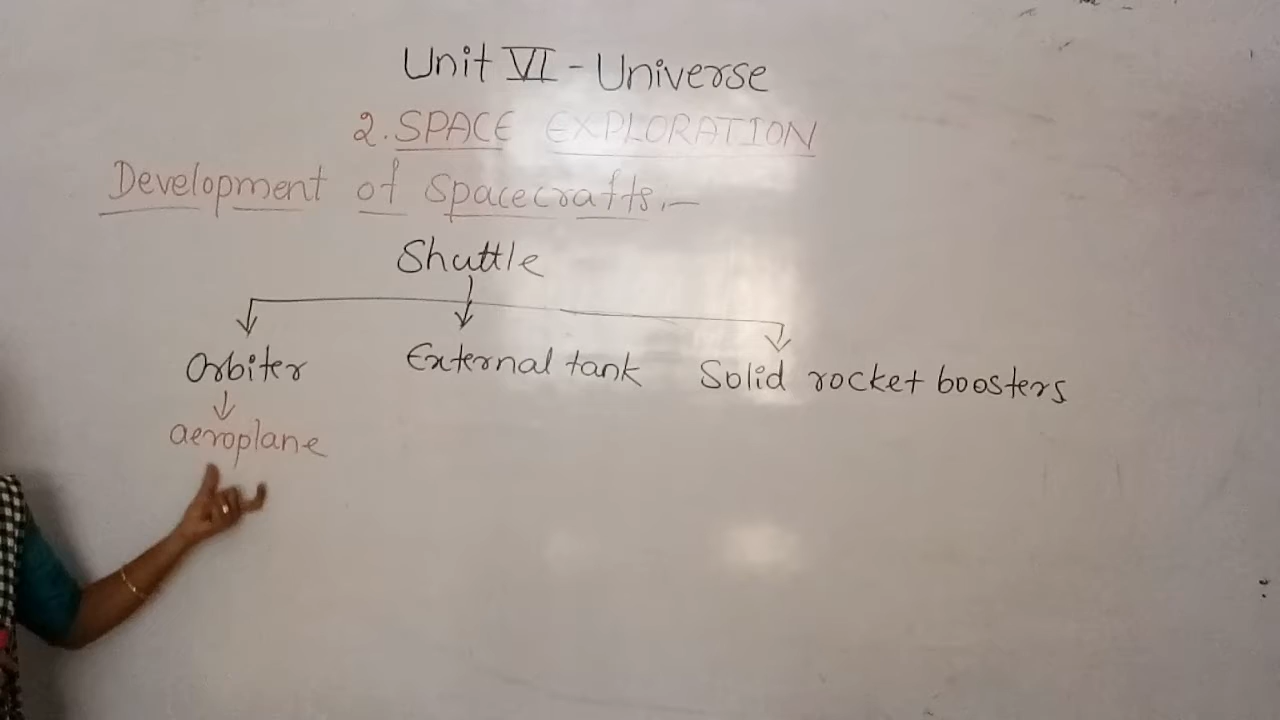 Unit VI - Universe
2. SPACE EXPLORATION
Development of Spacecrafts:-
Shuttle
Orbiter External tank Solid rocket boosters
aeroplane